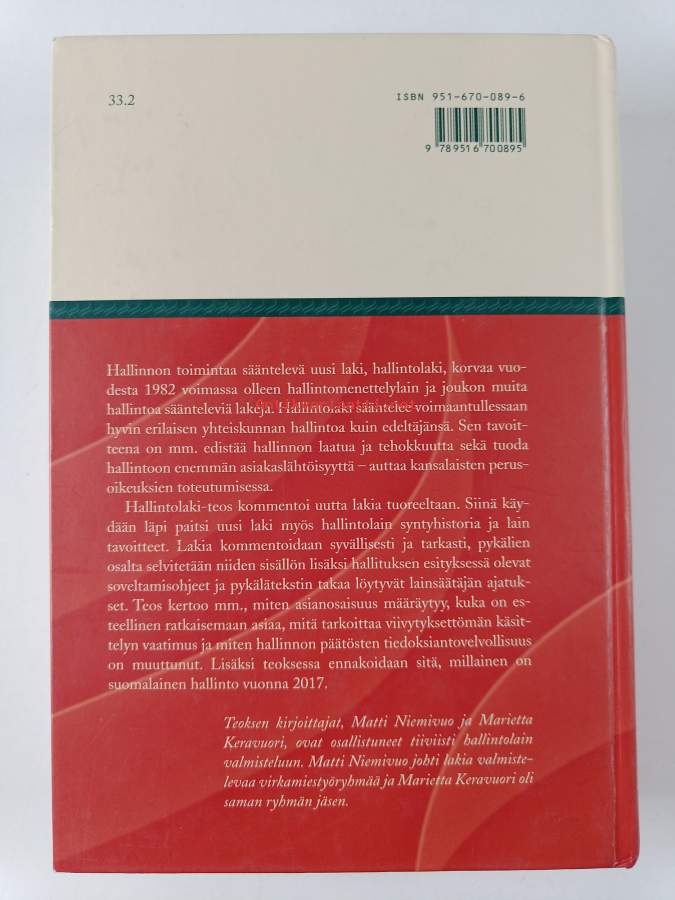 33.2
ISBN 951-670-089-6
9 789516 700895
Hallinnon toimintaa sääntelevä uusi laki, hallintolaki, korvaa vuo-
desta 1982 voimassa olleen hallintomenettelylain ja joukon muita
hallintoa säänteleviä lakeja. Hallintolaki sääntelee voimaantullessaan
hyvin erilaisen yhteiskunnan hallintoa kuin edeltäjänsä. Sen tavoit-
teena on mm. edistää hallinnon laatua ja tehokkuutta sekä tuoda
hallintoon enemmän asiakaslähtöisyyttä – auttaa kansalaisten perus-
oikeuksien toteutumisessa.
Hallintolaki-teos kommentoi uutta lakia tuoreeltaan. Siinä käy-
dään läpi paitsi uusi laki myös hallintolain syntyhistoria ja lain
tavoitteet. Lakia kommentoidaan syvällisesti ja tarkasti, pykälien
osalta selvitetään niiden sisällön lisäksi hallituksen esityksessä olevat
soveltamisohjeet ja pykälätekstin takaa löytyvät lainsäätäjän ajatuk-
set. Teos kertoo mm., miten asianosaisuus määräytyy, kuka on es-
teellinen ratkaisemaan asiaa, mitä tarkoittaa viivytyksettömän käsit-
telyn vaatimus ja miten hallinnon päätösten tiedoksiantovelvollisuus
on muuttunut. Lisäksi teoksessa ennakoidaan sitä, millainen on
suomalainen hallinto vuonna 2017.
Teoksen kirjoittajat, Matti Niemivuo ja Marietta
Keravuori, ovat osallistuneet tiiviisti hallintolain
valmisteluun. Matti Niemivuo johti lakia valmiste-
levaa virkamiestyöryhmää ja Marietta Keravuori oli
saman ryhmän jäsen.